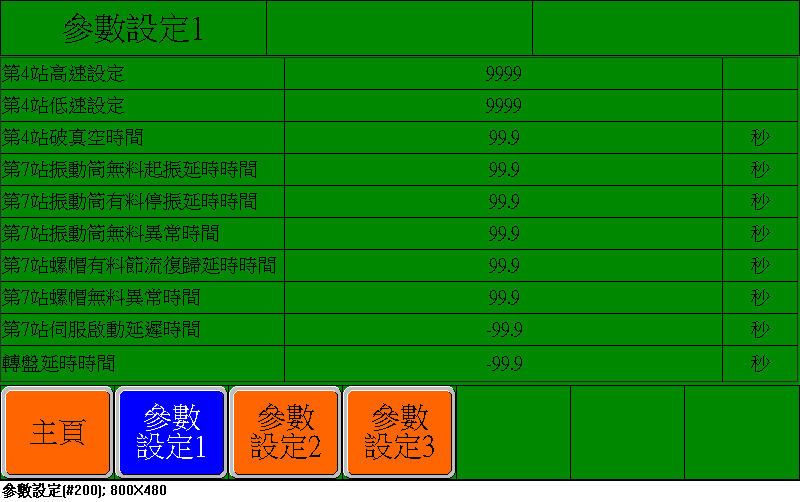 參數設定1
第4站高速設定 9999
第4站低速設定 9999
第4站破真空時間 99.9 秒
第7站振動筒無料起振延時時間 99.9 秒
第7站振動筒有料停振延時時間 99.9 秒
第7站振動筒無料異常時間 99.9 秒
第7站螺帽有料節流復歸延時時間 99.9 秒
第7站螺帽無料異常時間 99.9 秒
第7站伺服啟動延遲時間 -99.9 秒
轉盤延時時間 -99.9 秒
主頁
參數
設定1
參數
設定2
參數
設定3
參數設定(#200); 800X480